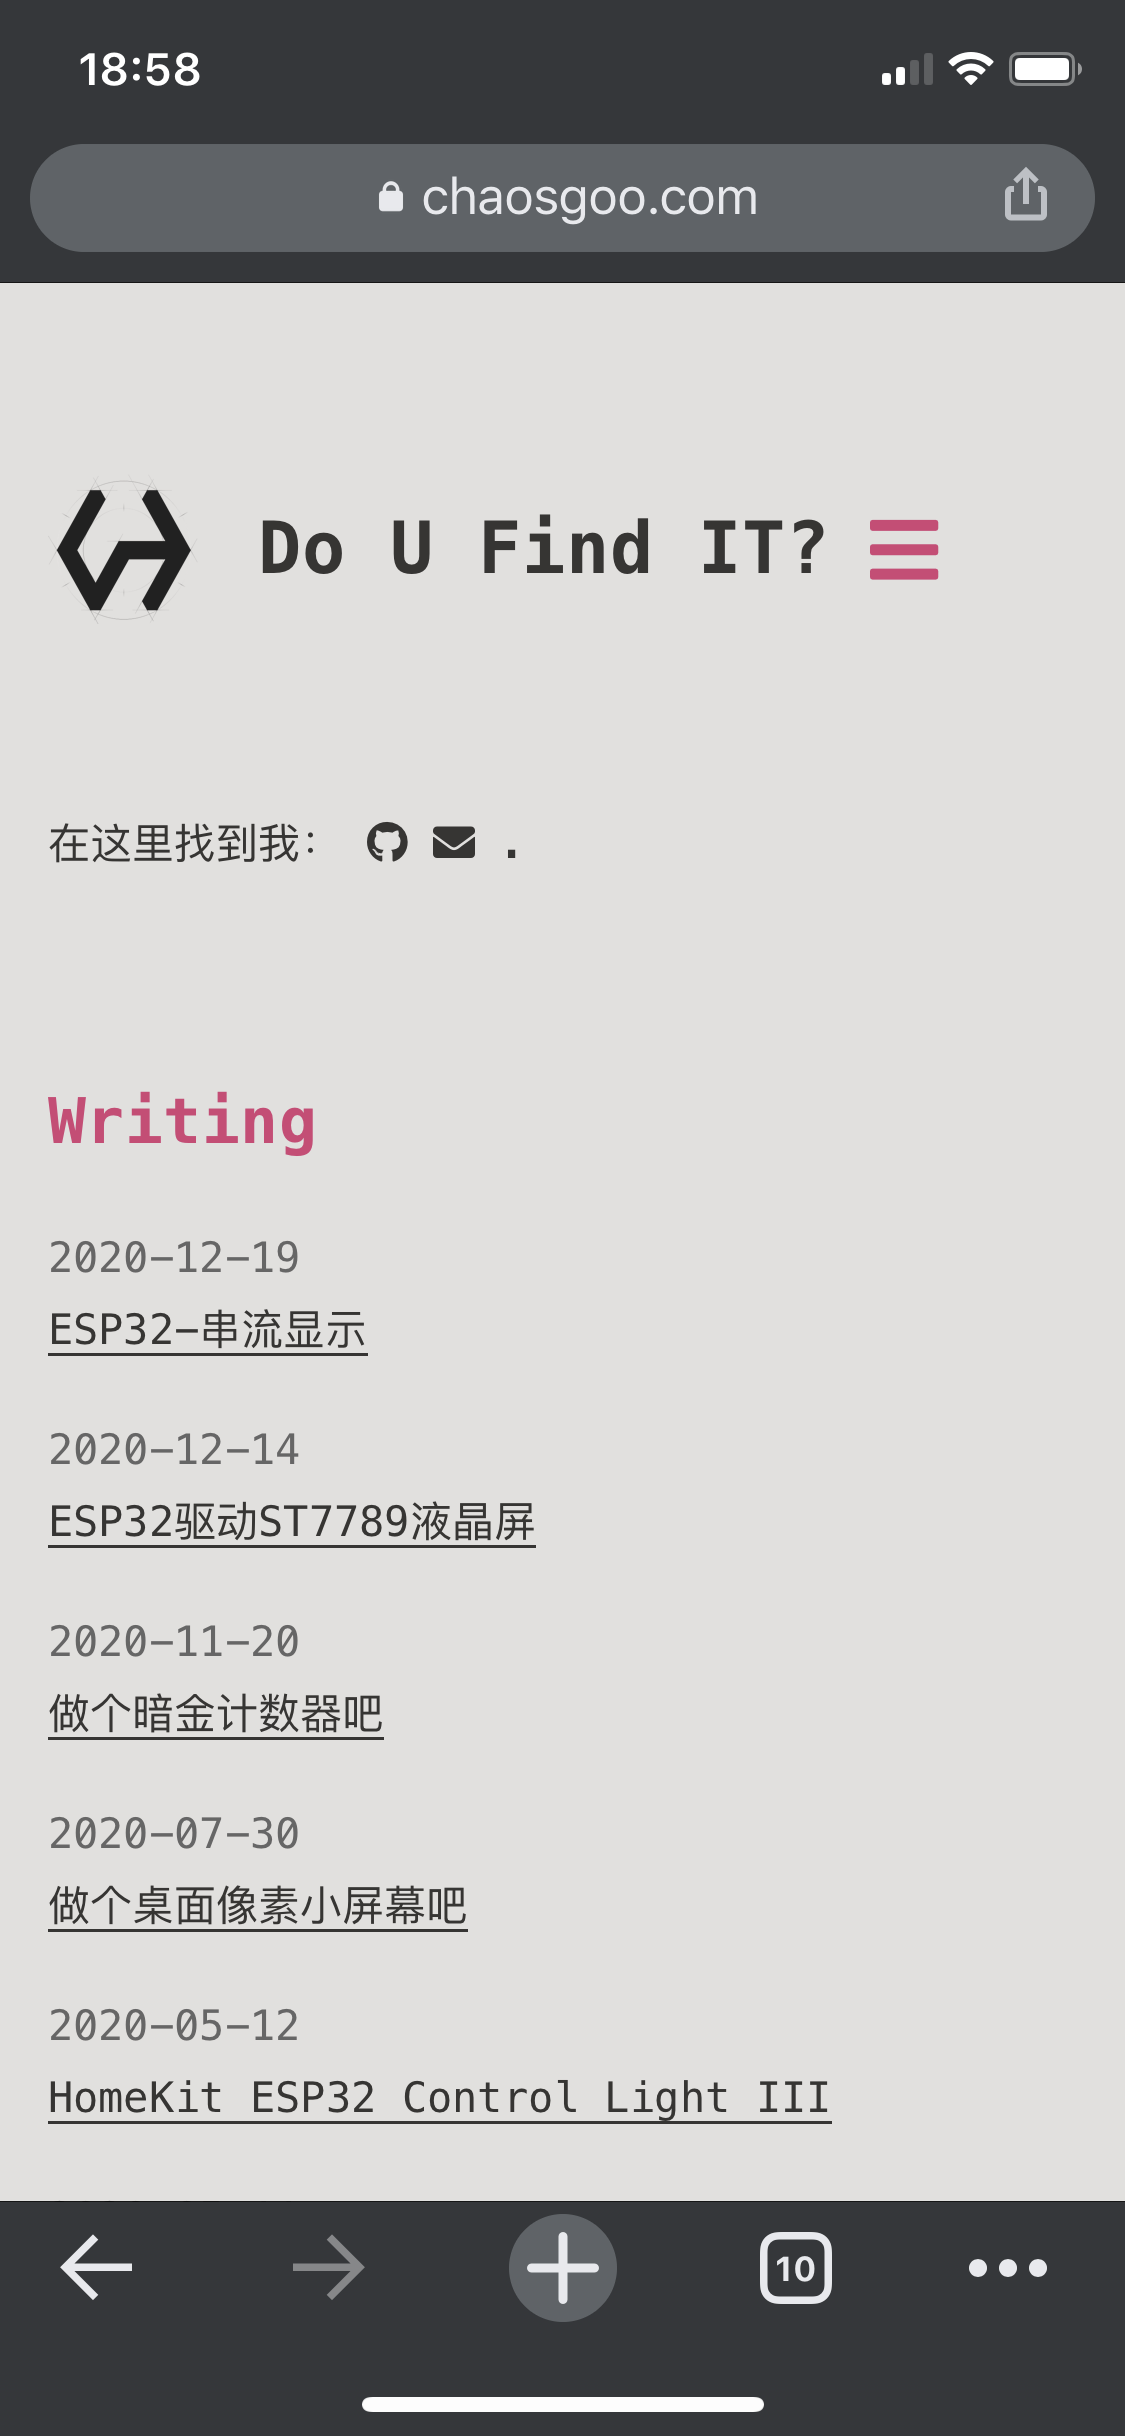 18:58
chaosgoo.com
Do U Find IT?
在这里找到我： .
Writing
2020-12-19
ESP32-串流显示
2020-12-14
ESP32驱动ST7789液晶屏
2020-11-20
做个暗金计数器吧
2020-07-30
做个桌面像素小屏幕吧
2020-05-12
HomeKit ESP32 Control Light III
10